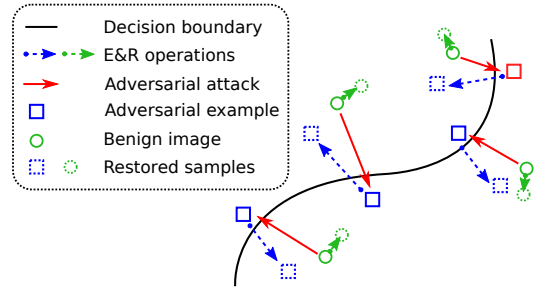 Decision boundary
E&R operations
Adversarial attack
Adversarial example
Benign image
Restored samples